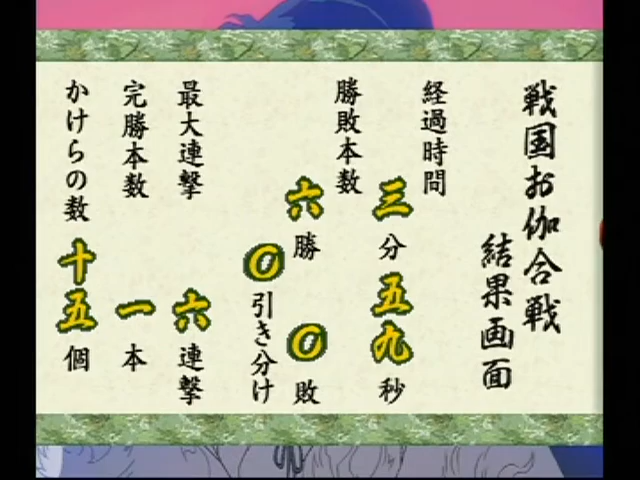 戦国お伽合戦
結果画面
経過時間
三分五九秒
勝敗本数
六勝〇敗
〇引き分け
最大連撃
六連撃
完勝本数
一本
かけらの数
十五個